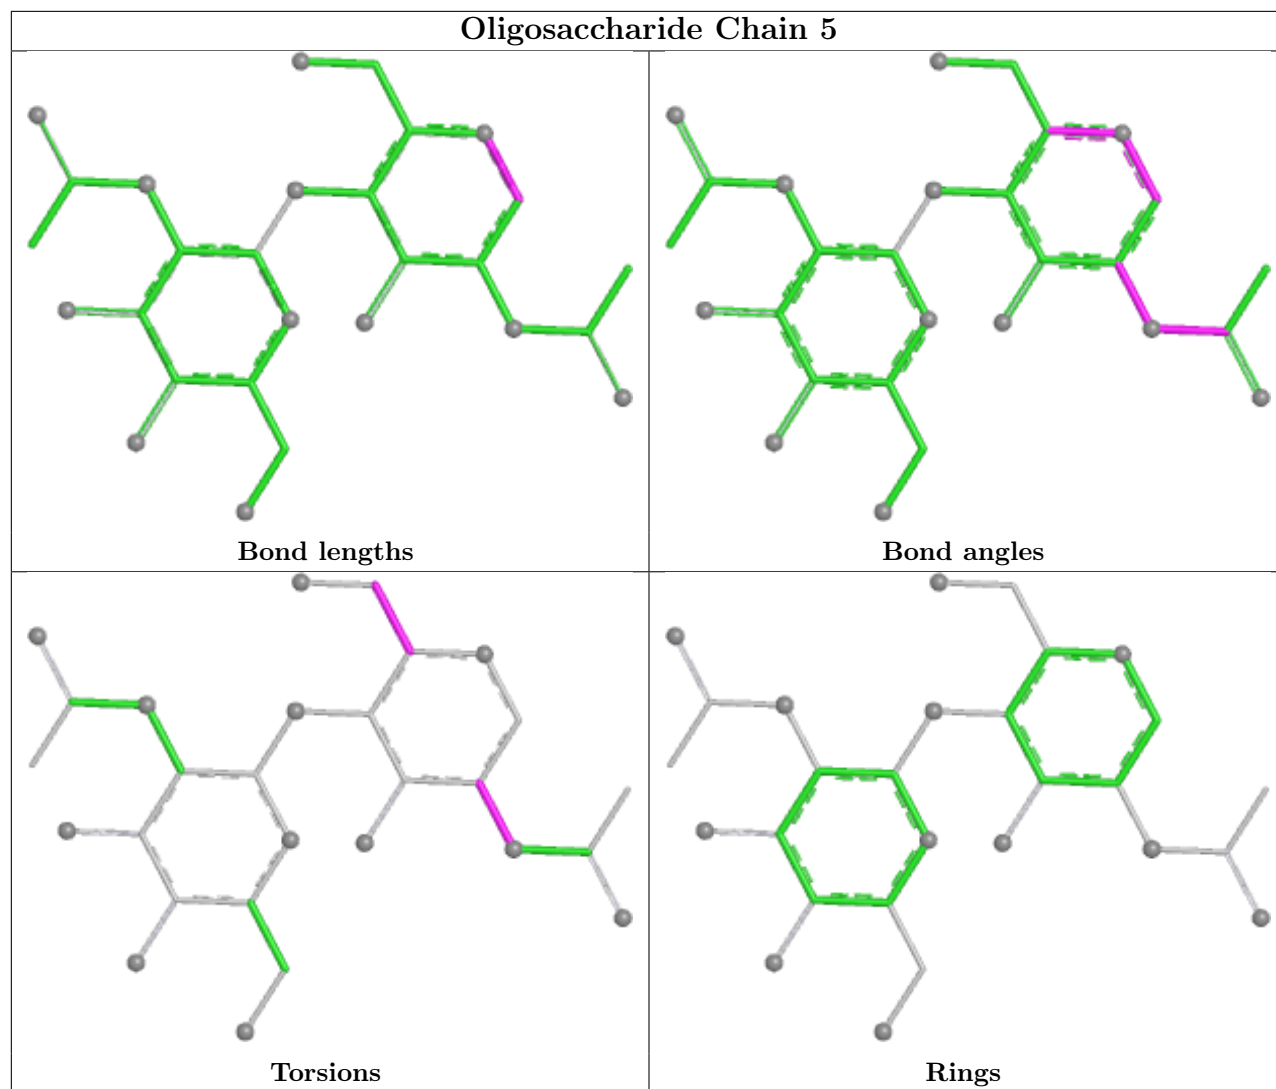 Oligosaccharide Chain 5
Bond lengths
Bond angles
Torsions
Rings